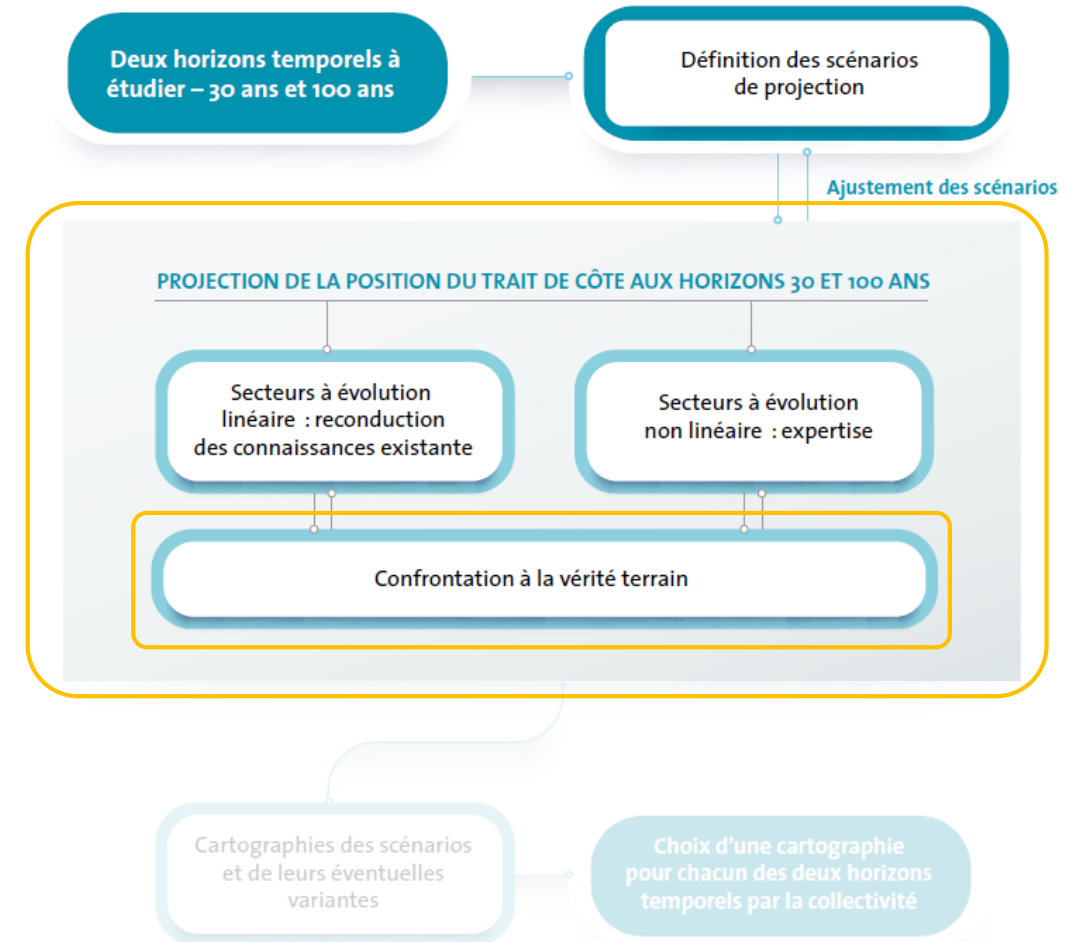 Deux horizons temporels à
étudier – 30 ans et 100 ans
Définition des scénarios
de projection
Ajustement des scénarios
PROJECTION DE LA POSITION DU TRAIT DE CÔTE AUX HORIZONS 30 ET 100 ANS
Secteurs à évolution
linéaire : reconduction
des connaissances existante
Secteurs à évolution
non linéaire : expertise
Confrontation à la vérité terrain
Cartographies des scénarios
et de leurs éventuelles
variantes
Choix d'une cartographie
pour chacun des deux horizons
temporels par la collectivité